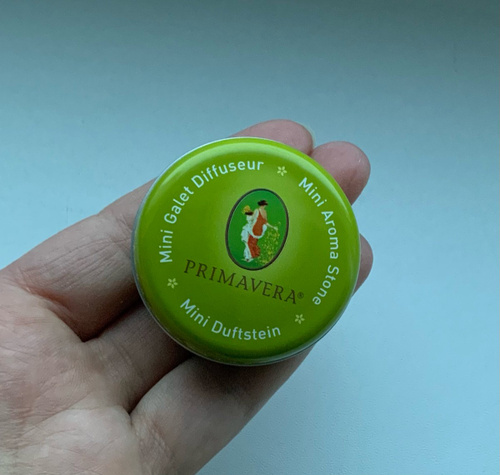 Mini Galet Diffuseur
Mini Aroma Stone
PRIMAVERA®
Mini Duftstein